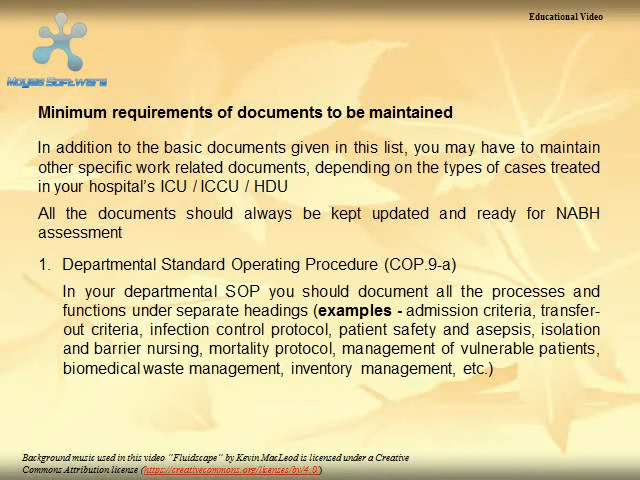 Educational Video
Moyas Software
Minimum requirements of documents to be maintained
In addition to the basic documents given in this list, you may have to maintain
other specific work related documents, depending on the types of cases treated
in your hospital's ICU / ICCU / HDU
All the documents should always be kept updated and ready for NABH
assessment
1. Departmental Standard Operating Procedure (COP.9-a)
In your departmental SOP you should document all the processes and
functions under separate headings (examples - admission criteria, transfer-
out criteria, infection control protocol, patient safety and asepsis, isolation
and barrier nursing, mortality protocol, management of vulnerable patients,
biomedical waste management, inventory management, etc.)
Background music used in this video "Fluidscape" by Kevin MacLeod is licensed under a Creative
Commons Attribution license (https://creativecommons.org/licenses/by/4.0/)